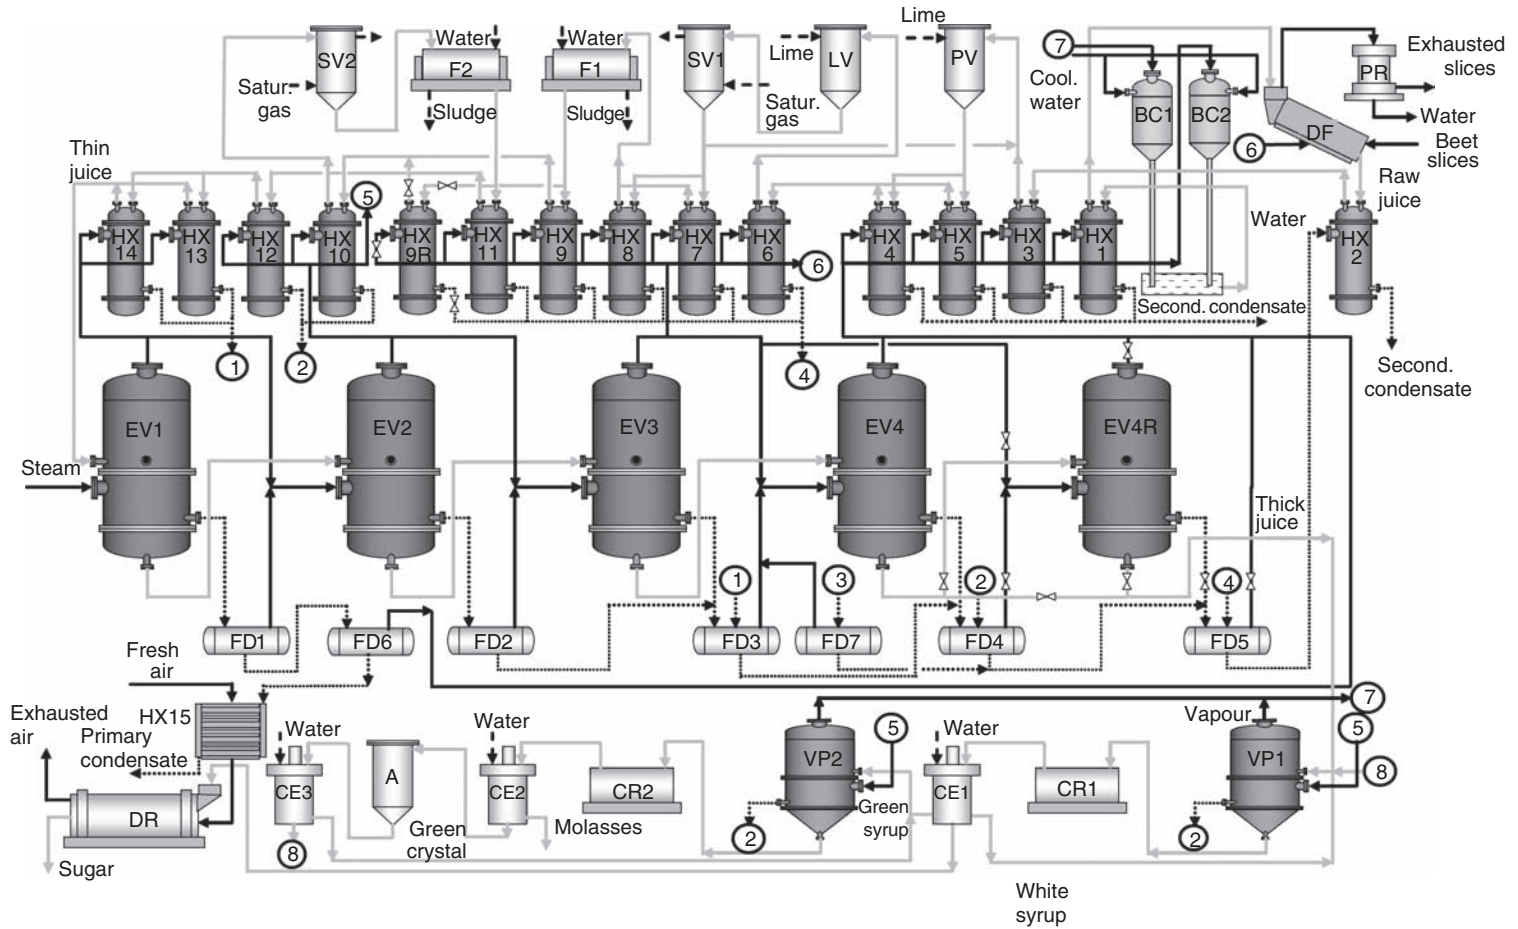 Lime
Water
Sludge
Water
Sludge
SV2
F2
F1
SV1
Lime
LV
PV
7
Cool.
water
BC1
BC2
PR
Exhausted
slices
Water
Satur.
gas
Sludge
Sludge
Satur.
gas
DF
6
Beet
slices
Thin
juice
Raw
juice
5
HX
14
HX
13
HX
12
HX
10
HX
9R
HX
11
HX
9
HX
8
HX
7
HX
6
6
HX
4
HX
5
HX
3
HX
1
Water
HX
2
Second. condensate
1
2
4
Second.
condensate
EV1
EV2
EV3
EV4
EV4R
Steam
Thick
juice
1
3
2
4
FD1
FD6
FD2
FD3
FD7
FD4
FD5
Fresh
air
Exhausted
air
HX15
Primary
condensate
Water
Water
Water
Vapour
7
5
5
CE3
A
CE2
CR2
VP2
CE1
CR1
VP1
8
DR
Green
syrup
Green
crystal
Molasses
2
2
8
Sugar
White
syrup